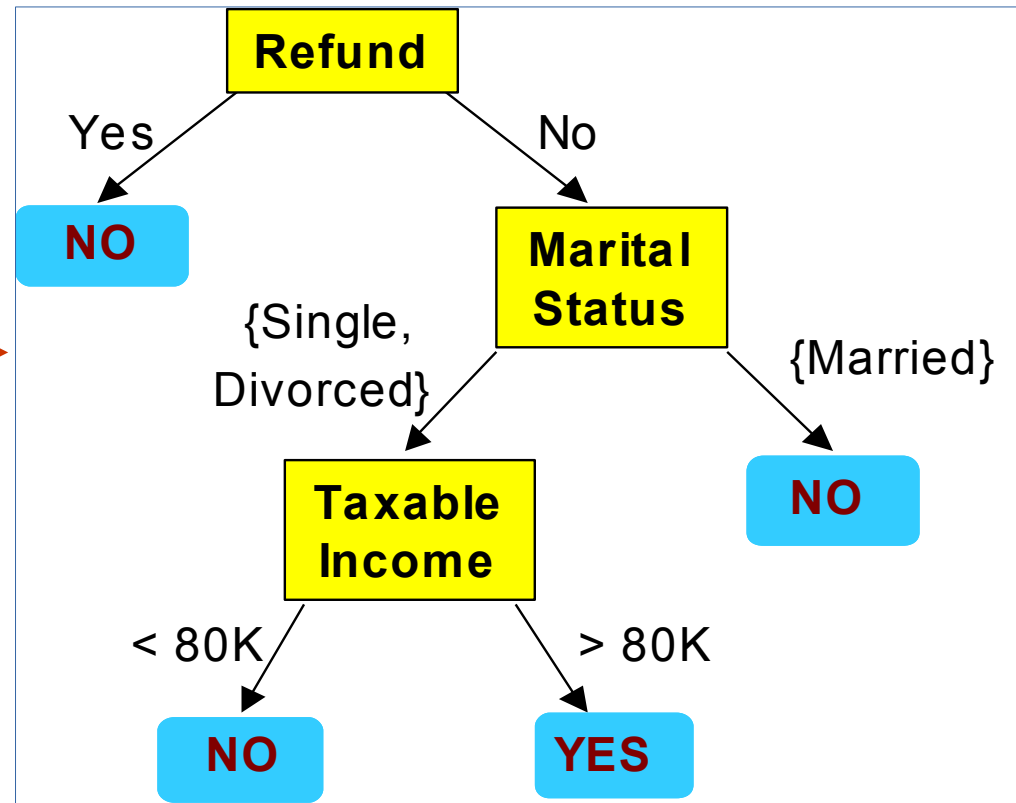 Refund
Yes
No
NO
Marital
Status
{Single,
Divorced}
{Married}
Taxable
Income
NO
< 80K
> 80K
NO
YES